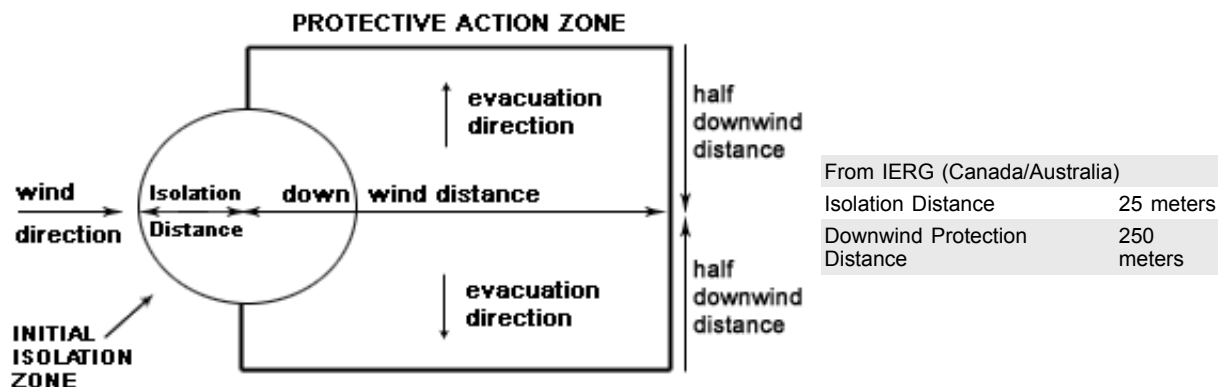 PROTECTIVE ACTION ZONE
evacuation
direction
half
downwind
distance
wind
direction
Isolation
Distance
down wind distance
evacuation
direction
half
downwind
distance
INITIAL
ISOLATION
ZONE
From IERG (Canada/Australia)
Isolation Distance 25 meters
Downwind Protection 250
Distance meters